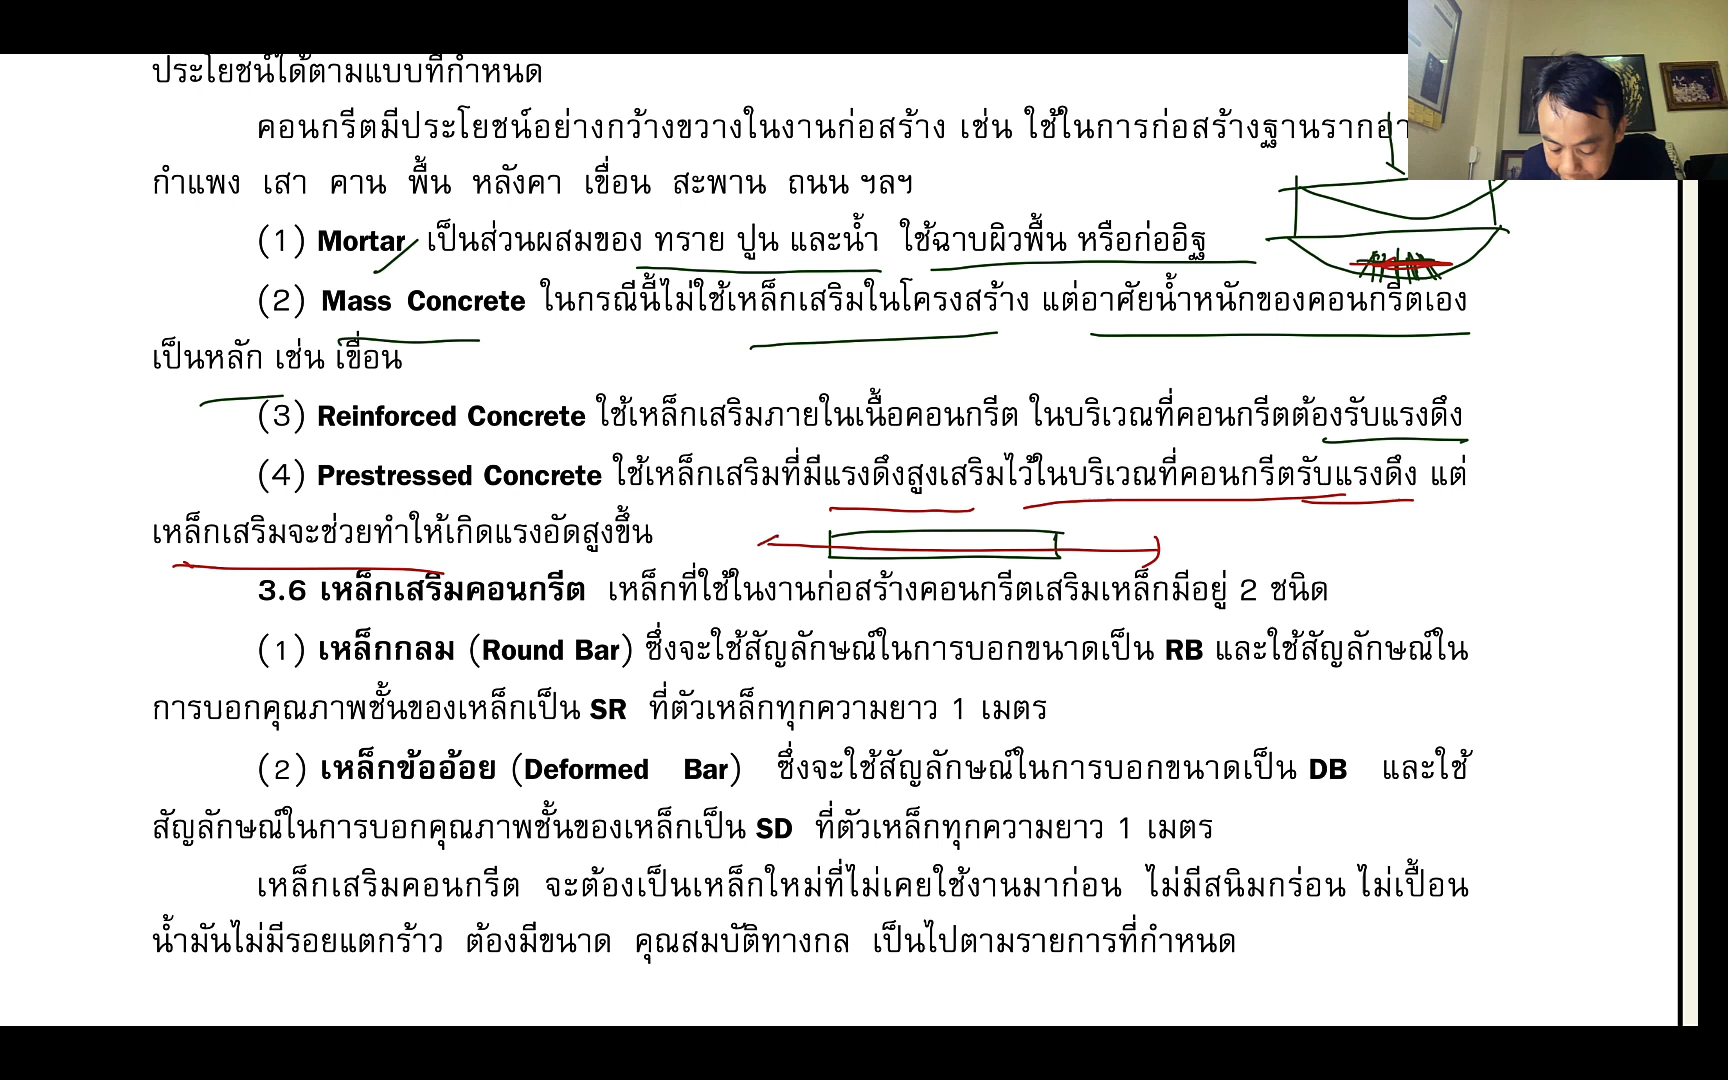 ประโยชน์ได้ตามแบบที่กำหนด
คอนกรีตมีประโยชน์อย่างกว้างขวางในงานก่อสร้าง เช่น ใช้ในการก่อสร้างฐานราก
กำแพง เสา คาน พื้น หลังคา เขื่อน สะพาน ถนน ฯลฯ
(1) Mortar เป็นส่วนผสมของ ทราย ปูน และน้ำ ใช้ฉาบผิวพื้น หรือก่ออิฐ
(2) Mass Concrete ในกรณีนี้ไม่ใช้เหล็กเสริมในโครงสร้าง แต่อาศัยน้ำหนักของคอนกรีตเอง
เป็นหลัก เช่น เขื่อน
(3) Reinforced Concrete ใช้เหล็กเสริมภายในเนื้อคอนกรีต ในบริเวณที่คอนกรีตต้องรับแรงดึง
(4) Prestressed Concrete ใช้เหล็กเสริมที่มีแรงดึงสูงเสริมไว้ในบริเวณที่คอนกรีตรับแรงดึง แต่
เหล็กเสริมจะช่วยทำให้เกิดแรงอัดสูงขึ้น
3.6 เหล็กเสริมคอนกรีต เหล็กที่ใช้ในงานก่อสร้างคอนกรีตเสริมเหล็กมีอยู่ 2 ชนิด
(1) เหล็กกลม (Round Bar) ซึ่งจะใช้สัญลักษณ์ในการบอกขนาดเป็น RB และใช้สัญลักษณ์ใน
การบอกคุณภาพชั้นของเหล็กเป็น SR ที่ตัวเหล็กทุกความยาว 1 เมตร
(2) เหล็กข้ออ้อย (Deformed Bar) ซึ่งจะใช้สัญลักษณ์ในการบอกขนาดเป็น DB และใช้
สัญลักษณ์ในการบอกคุณภาพชั้นของเหล็กเป็น SD ที่ตัวเหล็กทุกความยาว 1 เมตร
เหล็กเสริมคอนกรีต จะต้องเป็นเหล็กใหม่ที่ไม่เคยใช้งานมาก่อน ไม่มีสนิมกร่อน ไม่เปื้อน
น้ำมันไม่มีรอยแตกร้าว ต้องมีขนาด คุณสมบัติทางกล เป็นไปตามรายการที่กำหนด